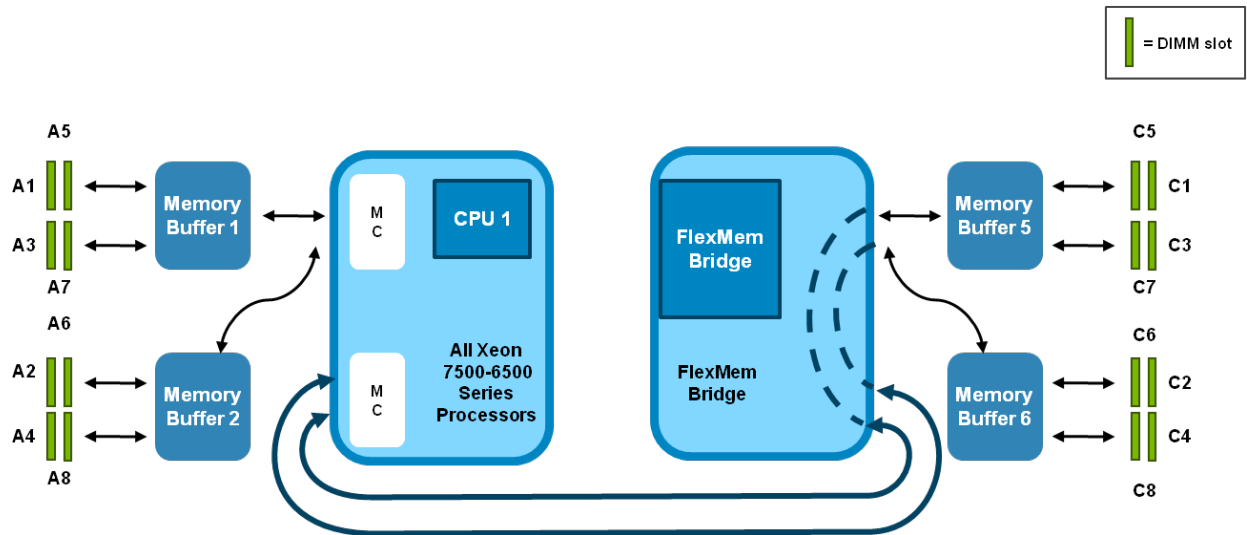 = DIMM slot
A5
A1
A3
A7
A6
A2
A4
A8
Memory
Buffer 1
Memory
Buffer 2
M
C
CPU 1
M
C
All Xeon
7500-6500
Series
Processors
FlexMem
Bridge
FlexMem
Bridge
Memory
Buffer 5
Memory
Buffer 6
C5
C1
C3
C7
C6
C2
C4
C8